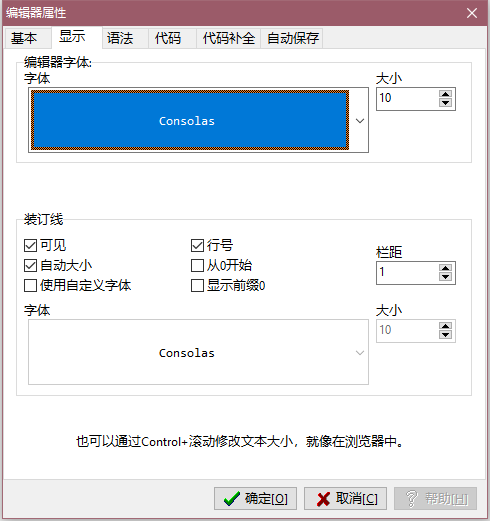 编辑器属性
基本 显示 语法 代码 代码补全 自动保存
编辑器字体:
字体 大小
Consolas 10
装订线
可见 行号
自动大小 从0开始 栏距
使用自定义字体 显示前缀0 1
字体 大小
Consolas 10
也可以通过Control+滚动修改文本大小，就像在浏览器中。
确定[O] 取消[C] 帮助[H]